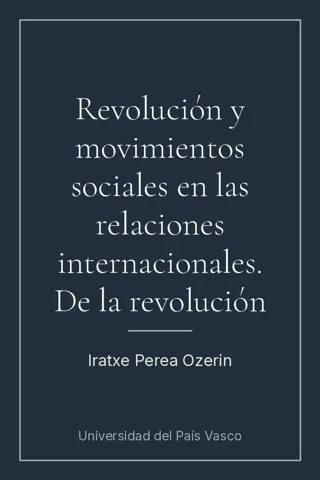 Revolución y
movimientos
sociales en las
relaciones
internacionales.
De la revolución
Iratxe Perea Ozerin
Universidad del País Vasco